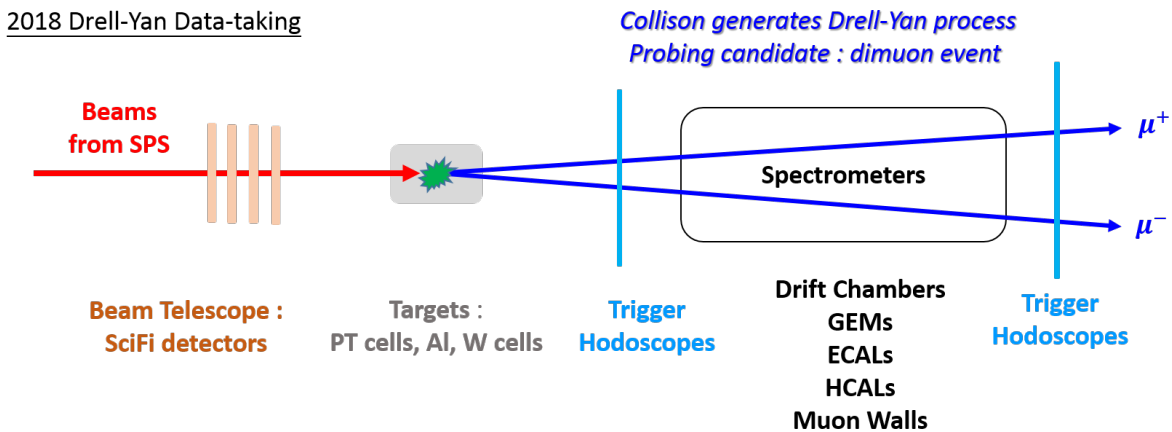 2018 Drell-Yan Data-taking
Collison generates Drell-Yan process
Probing candidate : dimuon event
Beams
from SPS
μ+
Spectrometers
μ−
Beam Telescope :
SciFi detectors
Targets :
PT cells, Al, W cells
Trigger
Hodoscopes
Drift Chambers
GEMs
ECALs
HCALs
Muon Walls
Trigger
Hodoscopes